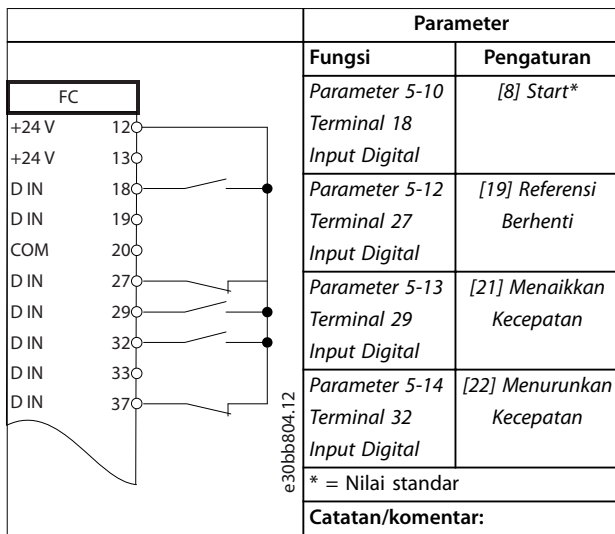 Parameter
Fungsi
Pengaturan
FC
+24 V 12
+24 V 13
D IN 18
D IN 19
COM 20
D IN 27
D IN 29
D IN 32
D IN 33
D IN 37
e30bb804.12
Parameter 5-10
Terminal 18
Input Digital
[8] Start*
Parameter 5-12
Terminal 27
Input Digital
[19] Referensi
Berhenti
Parameter 5-13
Terminal 29
Input Digital
[21] Menaikkan
Kecepatan
Parameter 5-14
Terminal 32
Input Digital
[22] Menurunkan
Kecepatan
* = Nilai standar
Catatan/komentar: